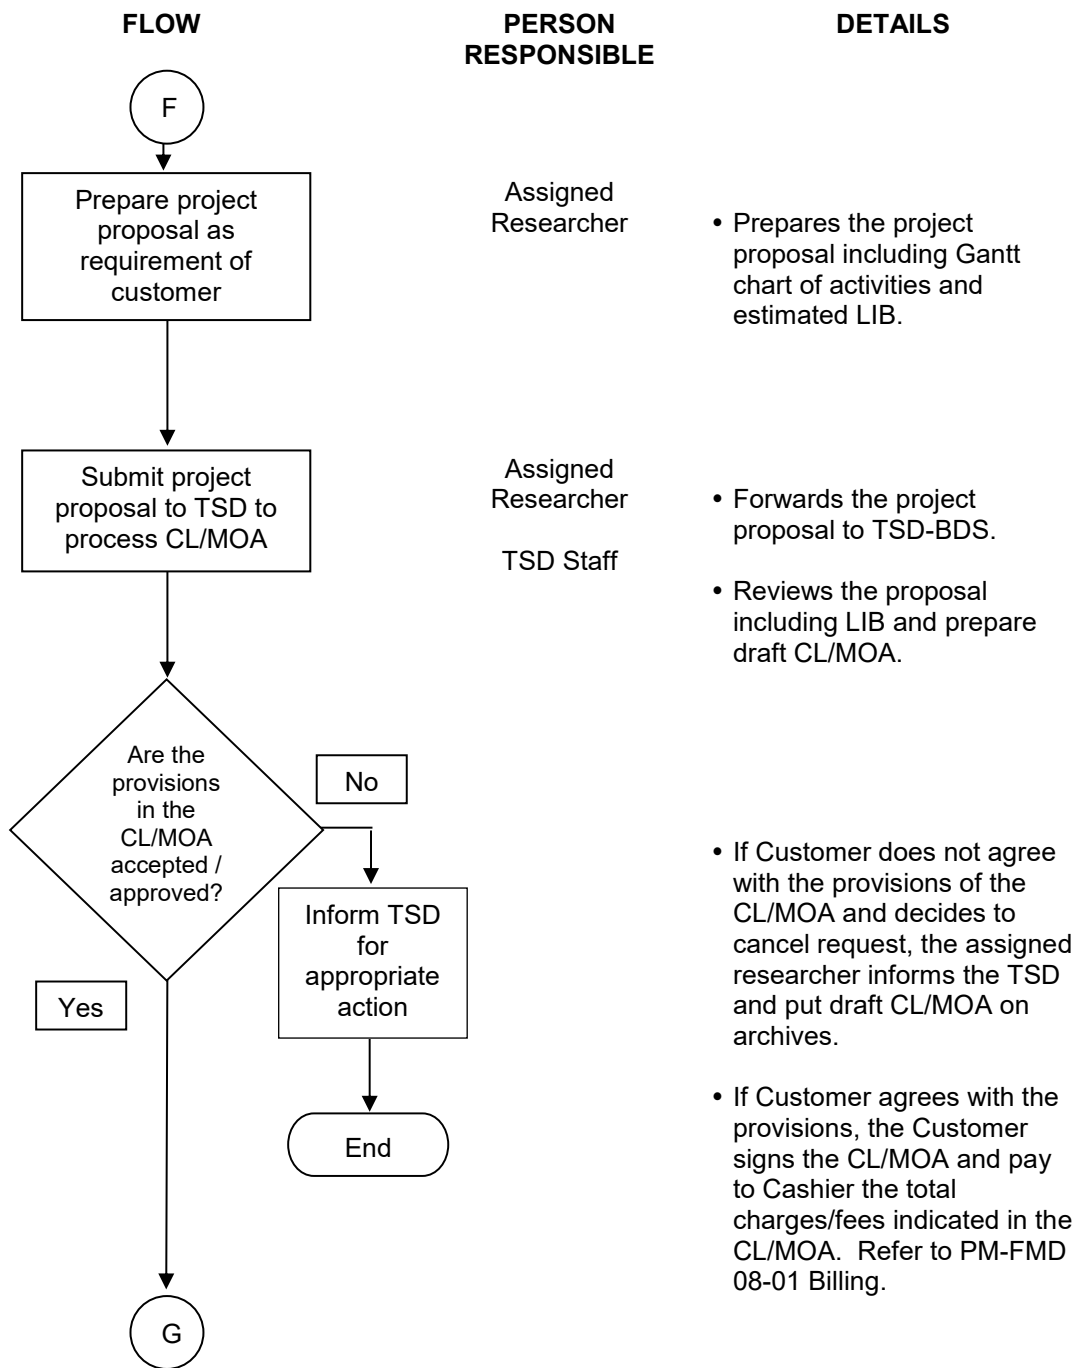 FLOW
PERSON
RESPONSIBLE
DETAILS
F
Prepare project
proposal as
requirement of
customer
Assigned
Researcher
• Prepares the project
proposal including Gantt
chart of activities and
estimated LIB.
Submit project
proposal to TSD to
process CL/MOA
Assigned
Researcher
TSD Staff
• Forwards the project
proposal to TSD-BDS.
• Reviews the proposal
including LIB and prepare
draft CL/MOA.
Are the
provisions
in the
CL/MOA
accepted /
approved?
No
Yes
Inform TSD
for
appropriate
action
End
• If Customer does not agree
with the provisions of the
CL/MOA and decides to
cancel request, the assigned
researcher informs the TSD
and put draft CL/MOA on
archives.
• If Customer agrees with the
provisions, the Customer
signs the CL/MOA and pay
to Cashier the total
charges/fees indicated in the
CL/MOA.  Refer to PM-FMD
08-01 Billing.
G